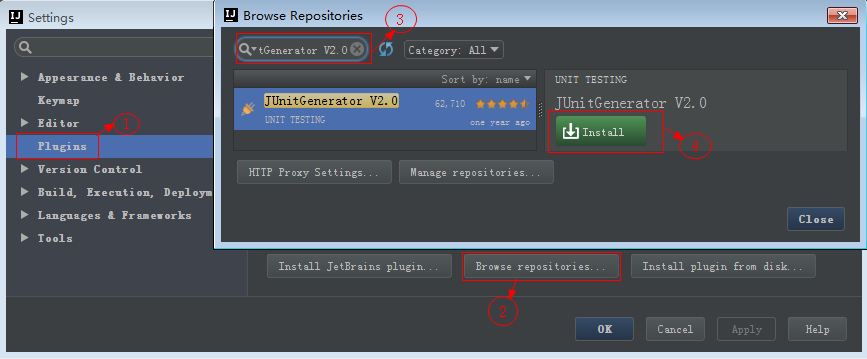 Settings
Appearance & Behavior
Keymap
Editor
Plugins
1
Version Control
Build, Execution, Deploym
Languages & Frameworks
Tools
Browse Repositories
3
tGenerator V2.0
Category: All
Sort by: name
JUnitGenerator V2.0
62,710
UNIT TESTING
one year ago
UNIT TESTING
JUnitGenerator V2.0
Install
4
HTTP Proxy Settings...
Manage repositories...
Close
Install JetBrains plugin...
Browse repositories...
Install plugin from disk...
2
OK
Cancel
Apply
Help